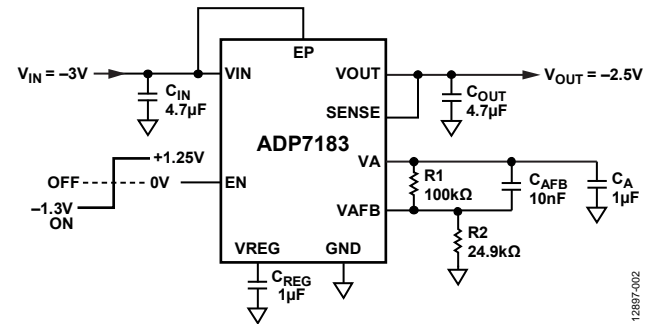 EP
V_IN = –3V
VIN
VOUT
V_OUT = –2.5V
C_IN
4.7µF
C_OUT
4.7µF
SENSE
ADP7183
+1.25V
OFF
0V
EN
–1.3V
ON
VA
R1
100kΩ
C_AFB
10nF
C_A
1µF
VAFB
R2
24.9kΩ
VREG
GND
C_REG
1µF
12897-002